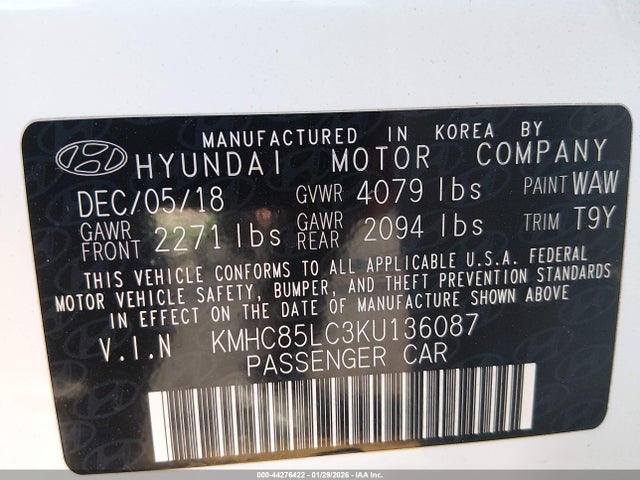 MANUFACTURED IN KOREA BY
HYUNDAI MOTOR COMPANY
DEC/05/18 GVWR 4079 lbs PAINT WAW
GAWR FRONT 2271 lbs GAWR REAR 2094 lbs TRIM T9Y
THIS VEHICLE CONFORMS TO ALL APPLICABLE U.S.A. FEDERAL
MOTOR VEHICLE SAFETY, BUMPER, AND THEFT PREVENTION STANDARDS
IN EFFECT ON THE DATE OF MANUFACTURE SHOWN ABOVE
V.I.N KMHC85LC3KU136087
PASSENGER CAR
000-44276422 - 01/29/2026 - IAA, INC.